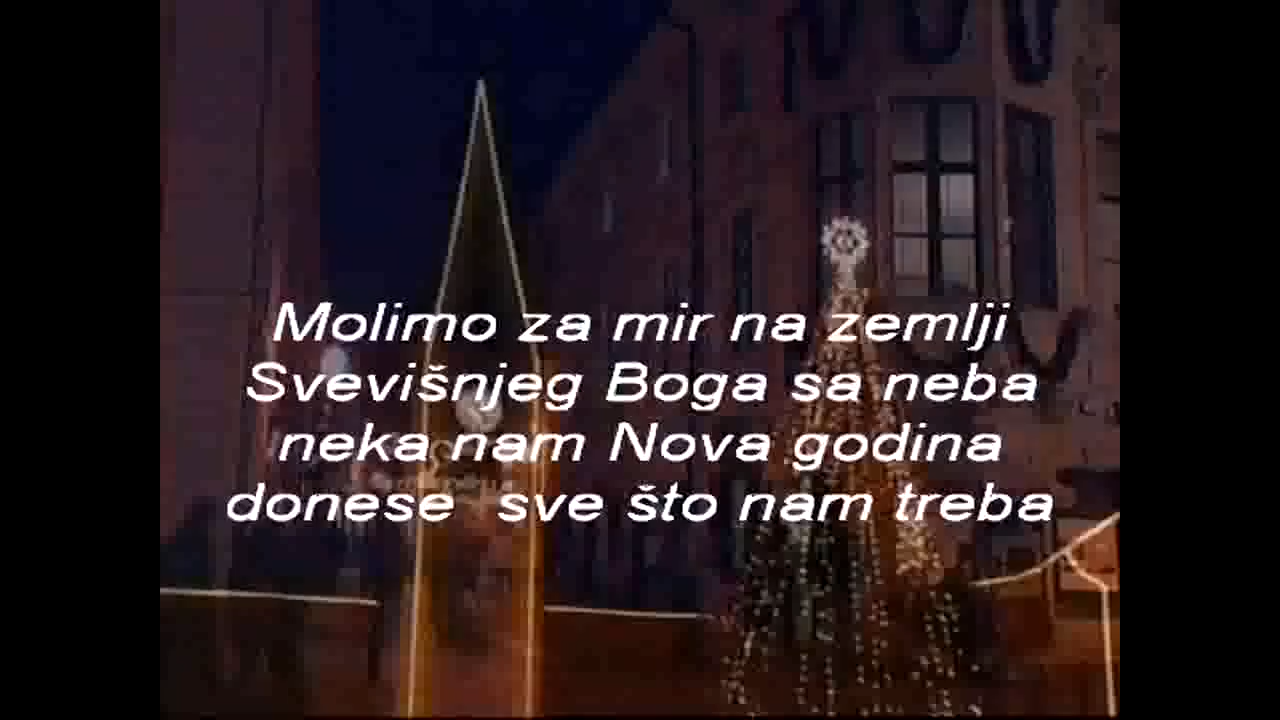 Molimo za mir na zemlji
Svevišnjeg Boga sa neba
neka nam Nova godina
donese sve što nam treba